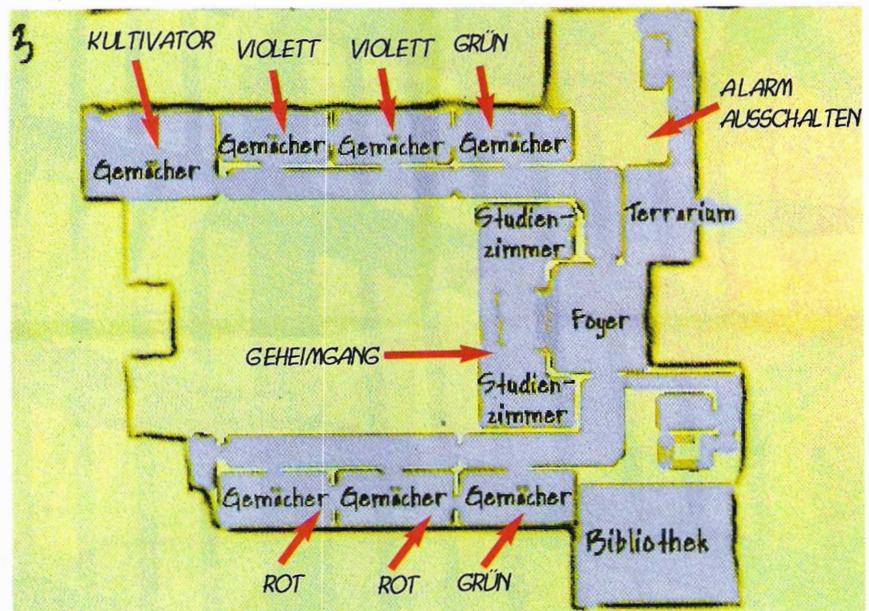 3
KULTIVATOR
VIOLETT
VIOLETT
GRÜN
ALARM
AUSSCHALTEN
Gemächer
Gemächer
Gemächer
Gemächer
Studien-
zimmer
Terrarium
Foyer
GEHEIMGANG
Studien-
zimmer
Gemächer
Gemächer
Gemächer
Bibliothek
ROT
ROT
GRÜN